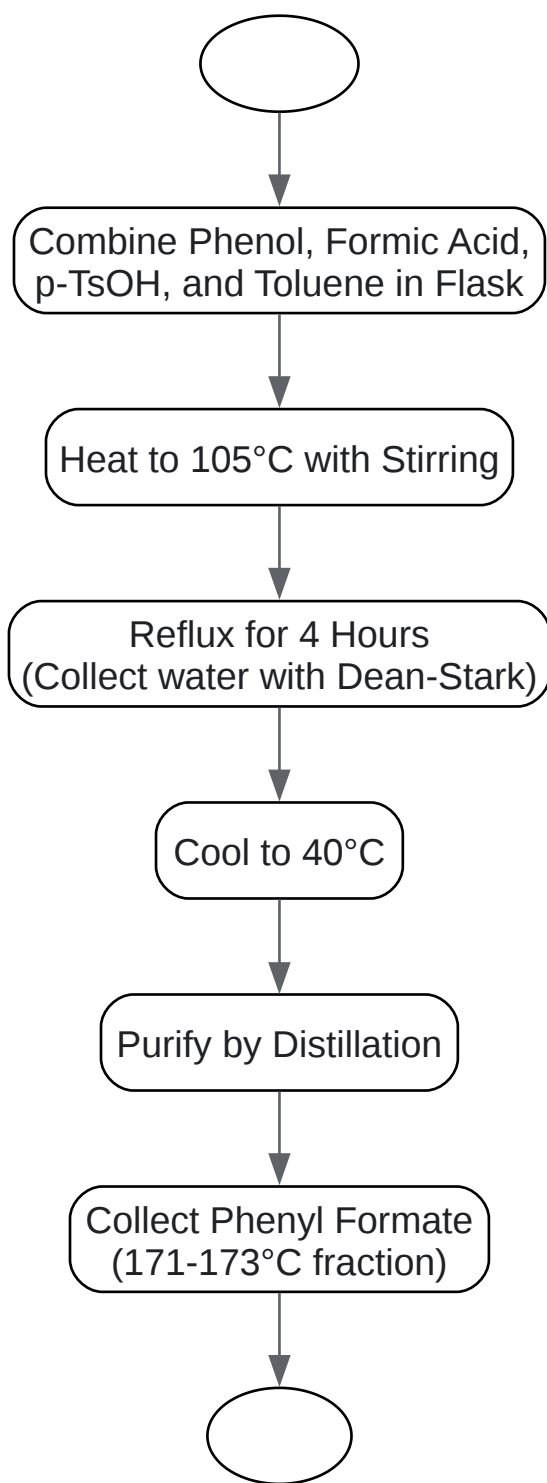 Combine Phenol, Formic Acid,
p-TsOH, and Toluene in Flask
Heat to 105°C with Stirring
Reflux for 4 Hours
(Collect water with Dean-Stark)
Cool to 40°C
Purify by Distillation
Collect Phenyl Formate
(171-173°C fraction)